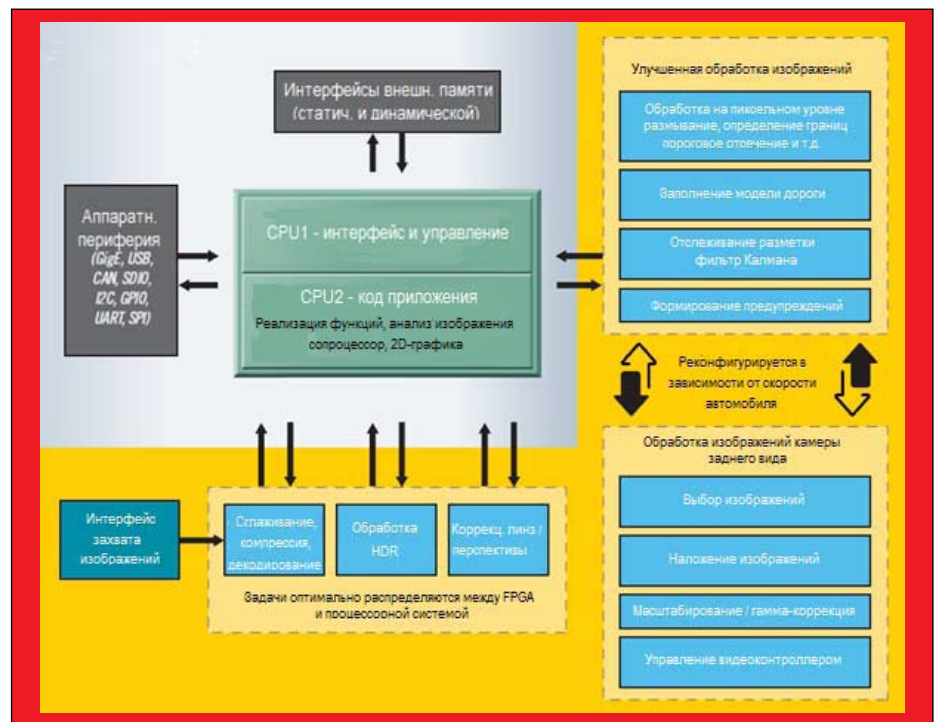 Интерфейсы внешн. памяти
(статич. и динамической)
Аппаратн.
периферия
(GigE, USB,
CAN, SDIO,
I2C, GPIO,
UART, SPI)
CPU1 - интерфейс и управление
CPU2 - код приложения
Реализация функций, анализ изображения
сопроцессор, 2D-графика
Улучшенная обработка изображений
Обработка на пиксельном уровне
размывание, определение границ
пороговое отсечение и т.д.
Заполнение модели дороги
Отслеживание разметки
фильтр Калмана
Формирование предупреждений
Реконфигурируется в
зависимости от скорости
автомобиля
Обработка изображений камеры
заднего вида
Выбор изображений
Наложение изображений
Масштабирование / гамма-коррекция
Управление видеоконтроллером
Интерфейс
захвата
изображений
Сглаживание,
компрессия,
декодирование
Обработка
HDR
Коррекц. линз /
перспективы
Задачи оптимально распределяются между FPGA
и процессорной системой